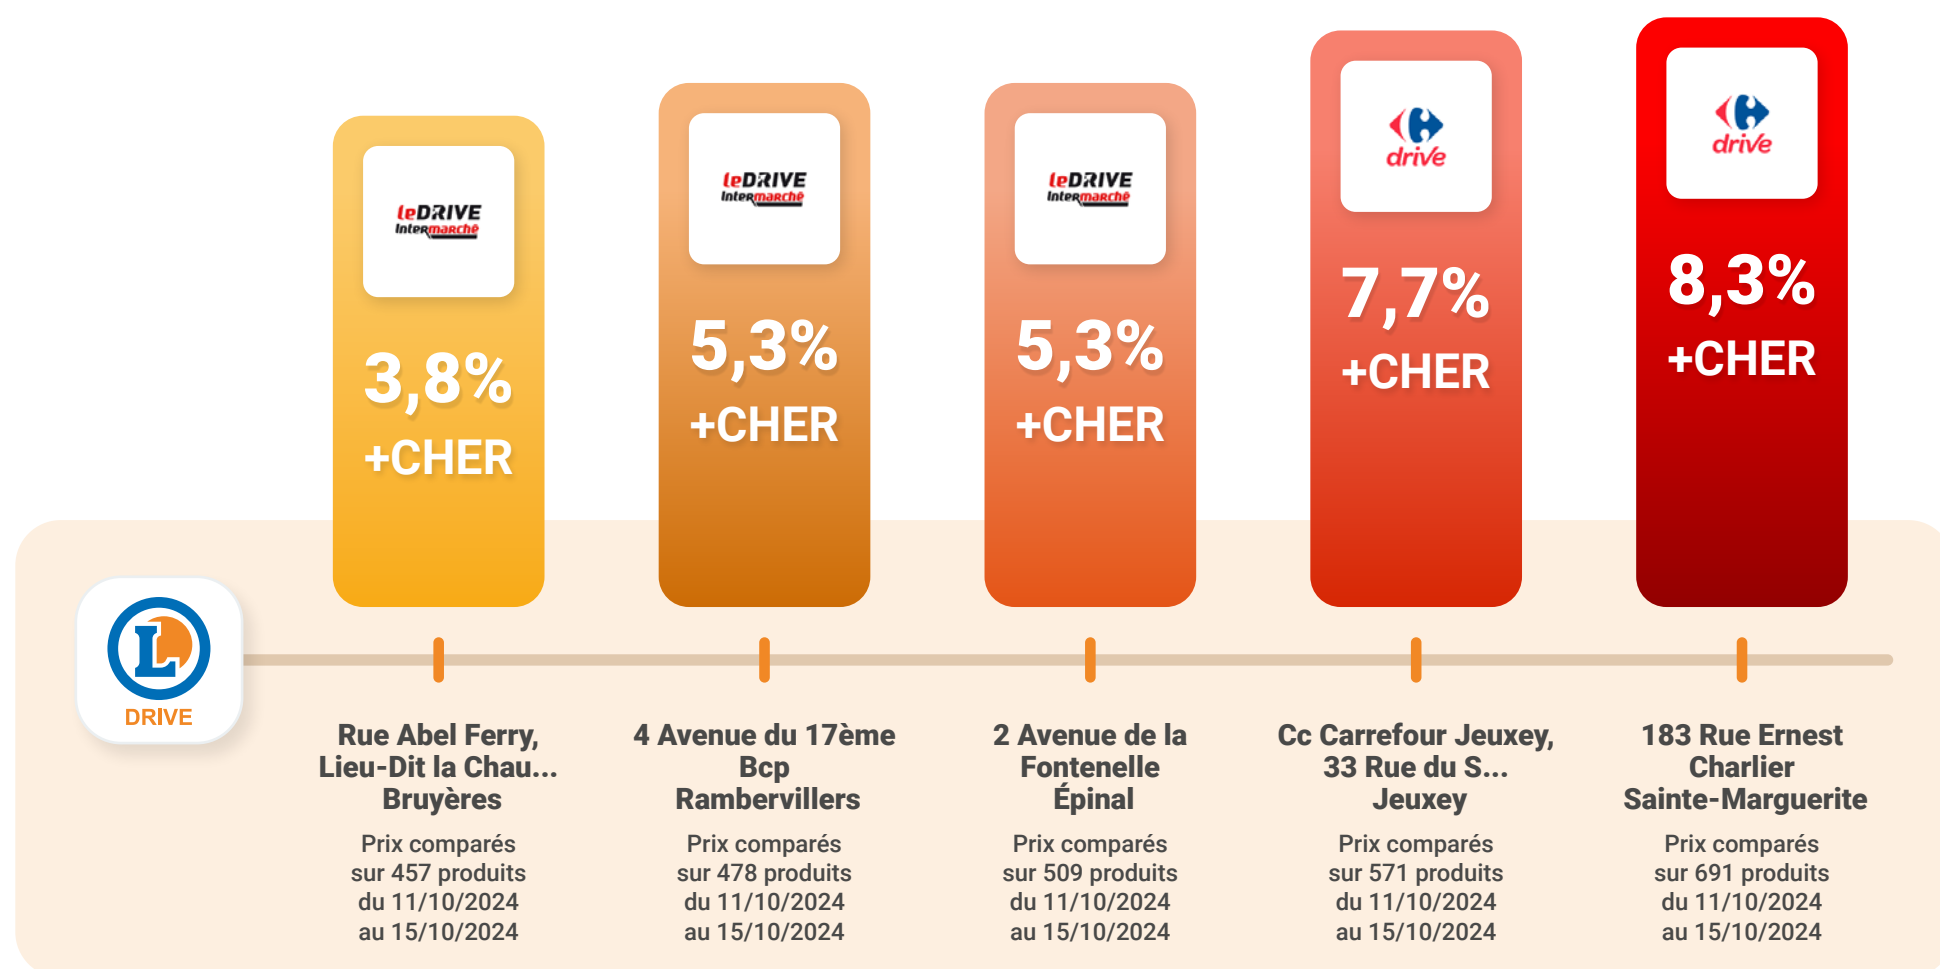 leDRIVE
Intermarché
3,8%
+CHER
leDRIVE
Intermarché
5,3%
+CHER
leDRIVE
Intermarché
5,3%
+CHER
drive
7,7%
+CHER
drive
8,3%
+CHER
L
DRIVE
Rue Abel Ferry,
Lieu-Dit la Chau...
Bruyères
Prix comparés
sur 457 produits
du 11/10/2024
au 15/10/2024
4 Avenue du 17ème
Bcp
Rambervillers
Prix comparés
sur 478 produits
du 11/10/2024
au 15/10/2024
2 Avenue de la
Fontenelle
Épinal
Prix comparés
sur 509 produits
du 11/10/2024
au 15/10/2024
Cc Carrefour Jeuxey,
33 Rue du S...
Jeuxey
Prix comparés
sur 571 produits
du 11/10/2024
au 15/10/2024
183 Rue Ernest
Charlier
Sainte-Marguerite
Prix comparés
sur 691 produits
du 11/10/2024
au 15/10/2024